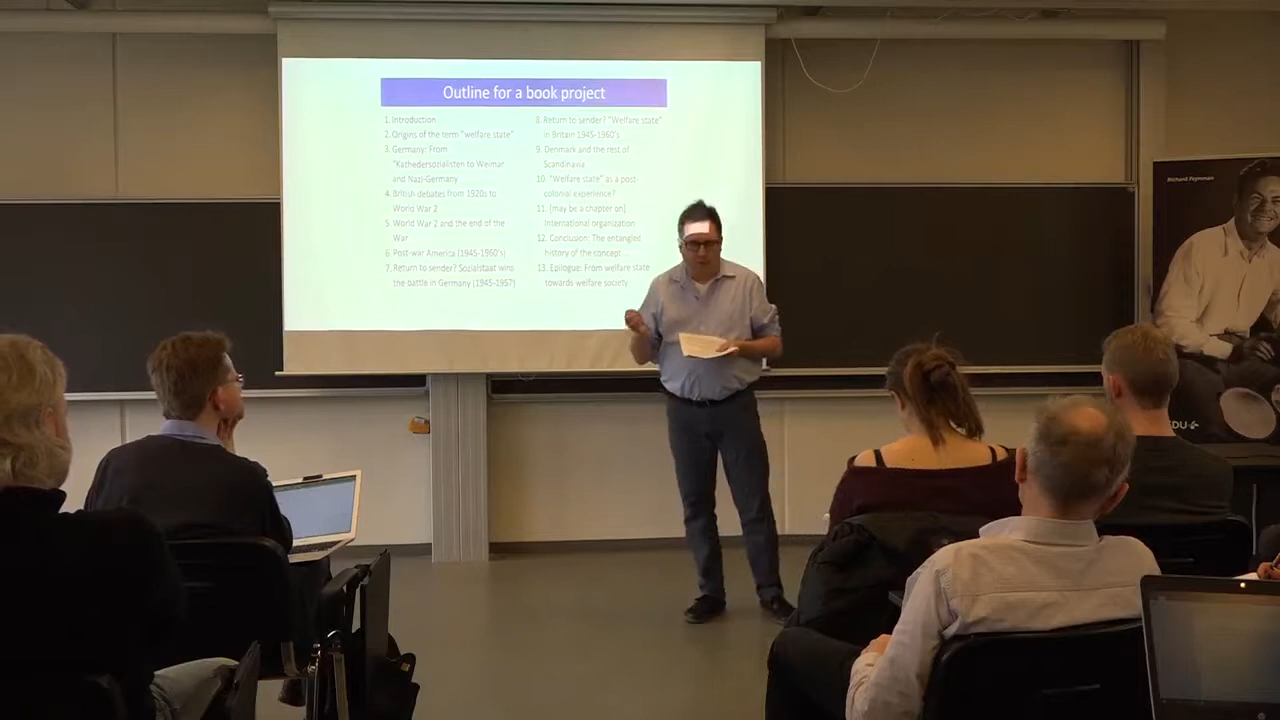 Outline for a book project
1. Introduction
2. Origins of the term "welfare state"
3. Germany: From
"Kathedersozialisten to Weimar
and Nazi-Germany
4. British debates from 1920s to
World War 2
5. World War 2 and the end of the
War
6. Post-war America (1945-1960's)
7. Return to sender? Sozialstaat wins
the battle in Germany (1945-1957)
8. Return to sender? "Welfare state"
in Britain 1945-1960's
9. Denmark and the rest of
Scandinavia
10. "Welfare state" as a post-
colonial experience?
11. [may be a chapter on]
International organization
12. Conclusion: The entangled
history of the concept...
13. Epilogue: From welfare state
towards welfare society
Richard Feynman